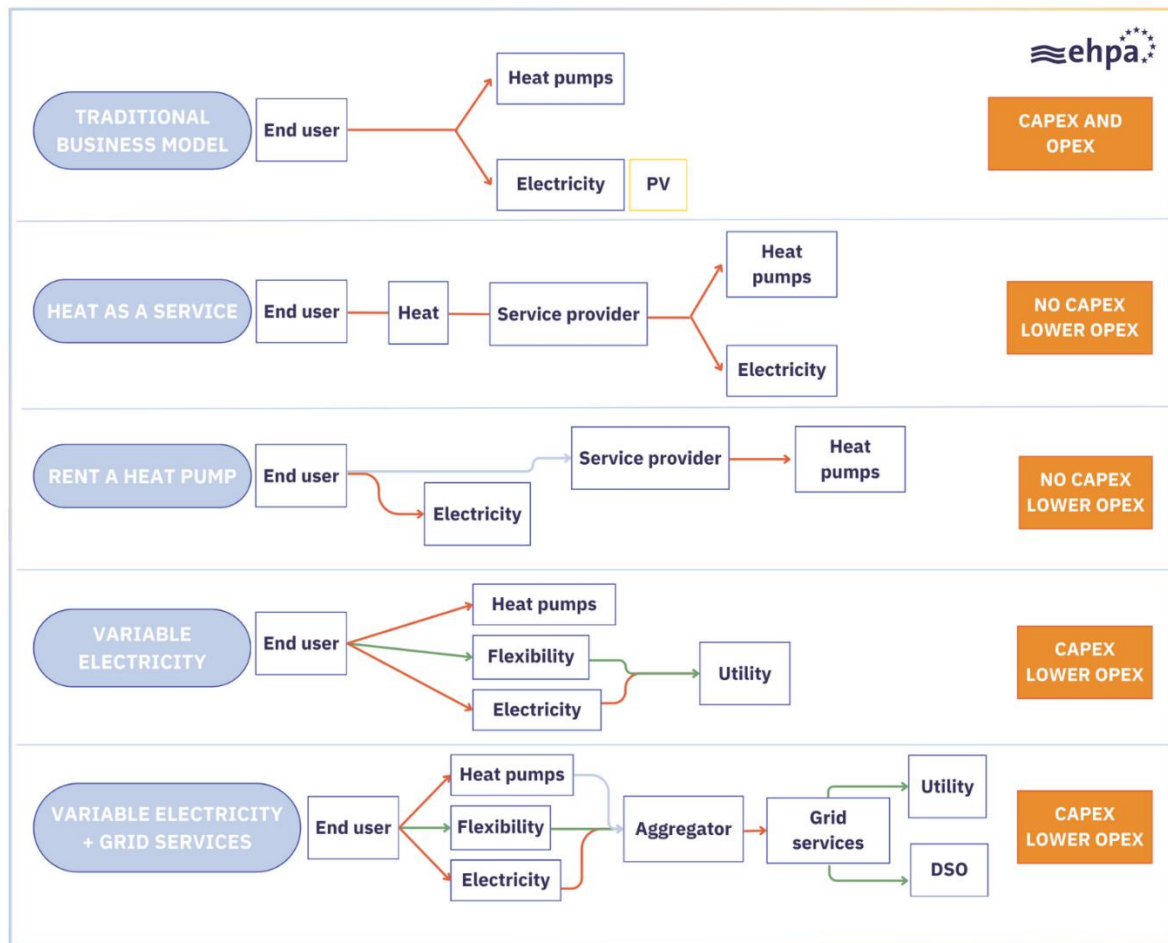 ehpa
TRADITIONAL
BUSINESS MODEL
End user
Heat pumps
Electricity
PV
CAPEX AND
OPEX
HEAT AS A SERVICE
End user
Heat
Service provider
Heat
pumps
Electricity
NO CAPEX
LOWER OPEX
RENT A HEAT PUMP
End user
Electricity
Service provider
Heat
pumps
NO CAPEX
LOWER OPEX
VARIABLE
ELECTRICITY
End user
Heat pumps
Flexibility
Electricity
Utility
CAPEX
LOWER OPEX
VARIABLE ELECTRICITY
+ GRID SERVICES
End user
Heat pumps
Flexibility
Electricity
Aggregator
Grid
services
Utility
DSO
CAPEX
LOWER OPEX